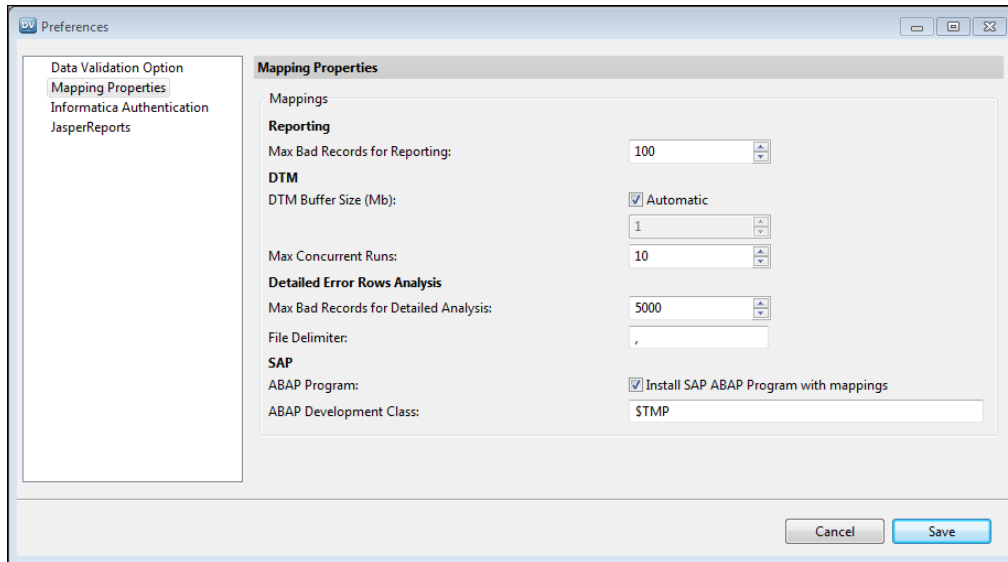 DV Preferences
Data Validation Option
Mapping Properties
Informatica Authentication
JasperReports
Mapping Properties
Mappings
Reporting
Max Bad Records for Reporting: 100
DTM
DTM Buffer Size (Mb): Automatic
1
Max Concurrent Runs: 10
Detailed Error Rows Analysis
Max Bad Records for Detailed Analysis: 5000
File Delimiter: ,
SAP
ABAP Program: Install SAP ABAP Program with mappings
ABAP Development Class: $TMP
Cancel Save